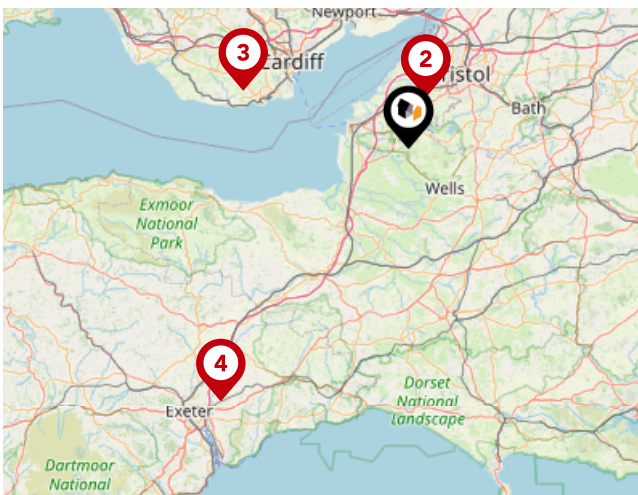 Newport
3
Cardiff
2
Bristol
Bath
Wells
Exmoor
National
Park
4
Exeter
Dorset
National
Landscape
Dartmoor
National